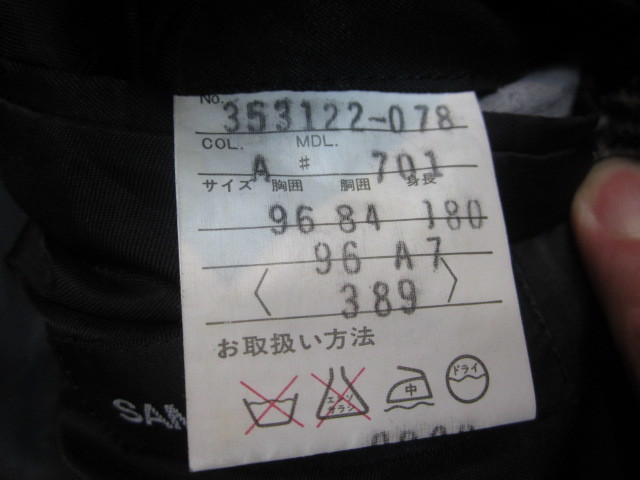 No. 353122-078
COL. MDL.
A # 701
サイズ 胸囲 胴囲 身長
96 84 180
96 A7
〈 389 〉
お取扱い方法
エンソサラシ 中 ドライ
SAM